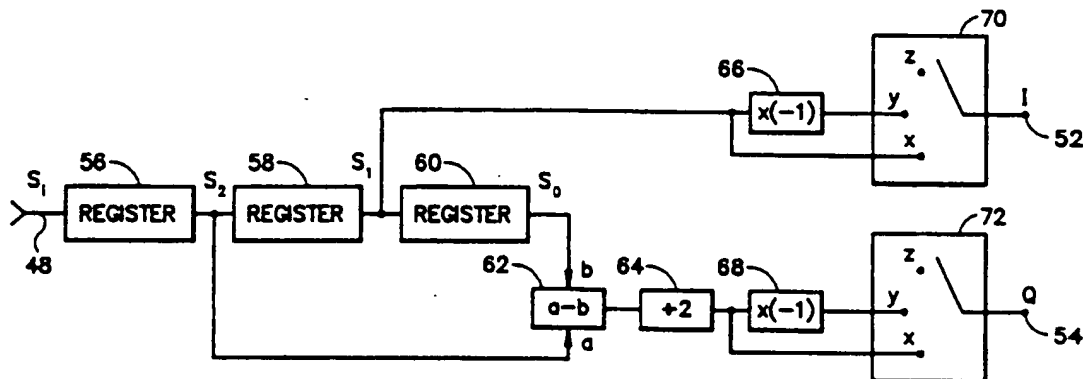 70
66
z
I
x(-1)
y
52
x
56
58
60
S₁
S₂
S₁
S₀
REGISTER
REGISTER
REGISTER
48
72
62
b
64
68
z
Q
a-b
+2
x(-1)
y
54
a
x